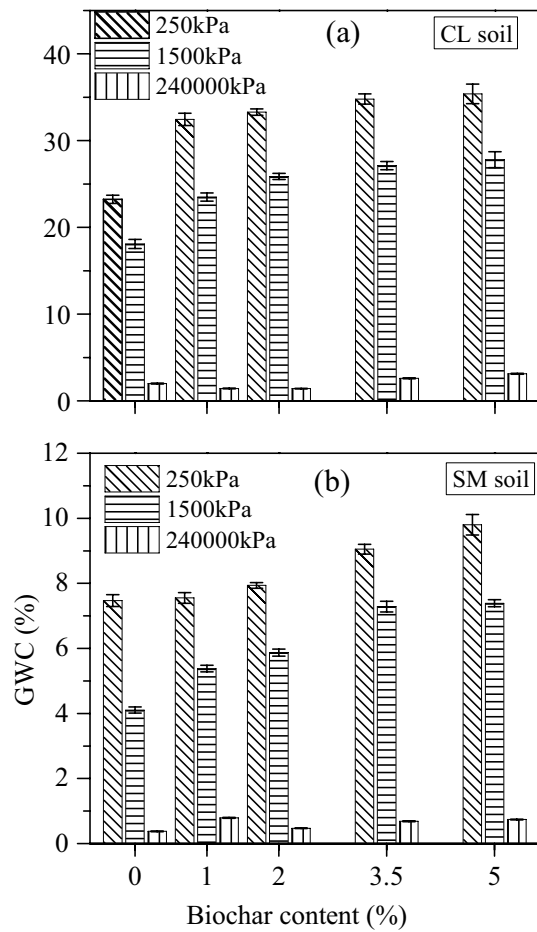 250kPa
1500kPa
240000kPa
(a)
CL soil
40
30
20
10
0
12
10
8
6
4
2
0
250kPa
1500kPa
240000kPa
(b)
SM soil
GWC (%)
0 1 2 3.5 5
Biochar content (%)